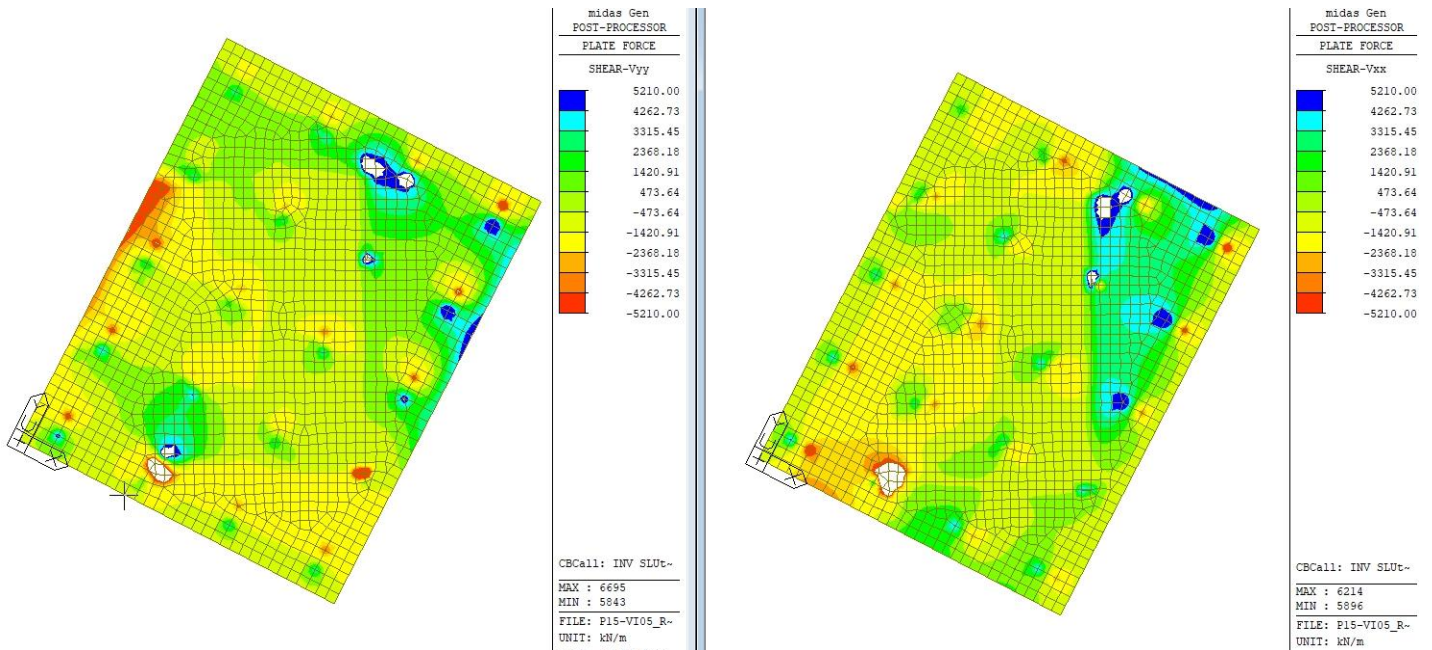 midas Gen
POST-PROCESSOR
PLATE FORCE
SHEAR-Vyy
5210.00
4262.73
3315.45
2368.18
1420.91
473.64
-473.64
-1420.91
-2368.18
-3315.45
-4262.73
-5210.00
CBCall: INV SLUt~
MAX : 6695
MIN : 5843
FILE: P15-VI05_R~
UNIT: kN/m
midas Gen
POST-PROCESSOR
PLATE FORCE
SHEAR-Vxx
5210.00
4262.73
3315.45
2368.18
1420.91
473.64
-473.64
-1420.91
-2368.18
-3315.45
-4262.73
-5210.00
CBCall: INV SLUt~
MAX : 6214
MIN : 5896
FILE: P15-VI05_R~
UNIT: kN/m